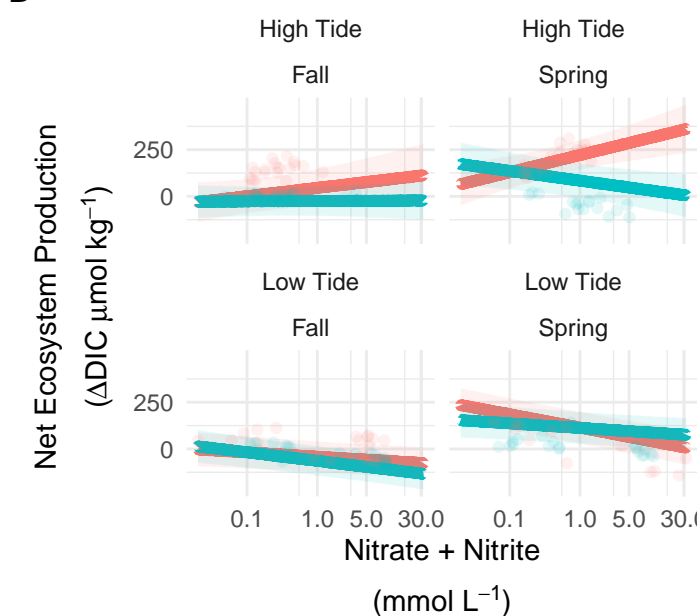 High Tide High Tide
Fall Spring
250
0
Low Tide Low Tide
Fall Spring
250
0
0.1 1.0 5.0 30.0 0.1 1.0 5.0 30.0
Nitrate + Nitrite
(mmol L⁻¹)
Net Ecosystem Production
(ΔDIC μmol kg⁻¹)